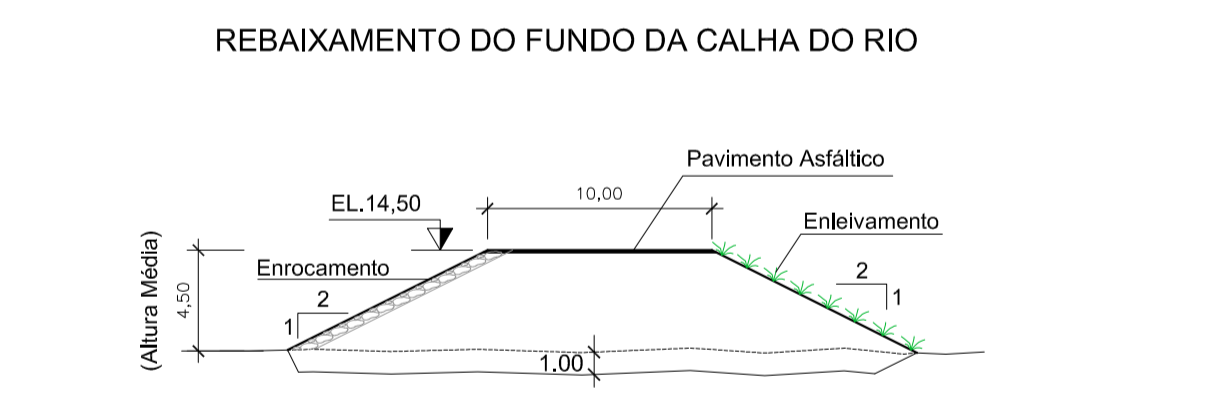 REBAIXAMENTO DO FUNDO DA CALHA DO RIO
Pavimento Asfáltico
10,00
EL.14,50
Enleivamento
(Altura Média)
4,50
Enrocamento
2
1
2
1
1.00